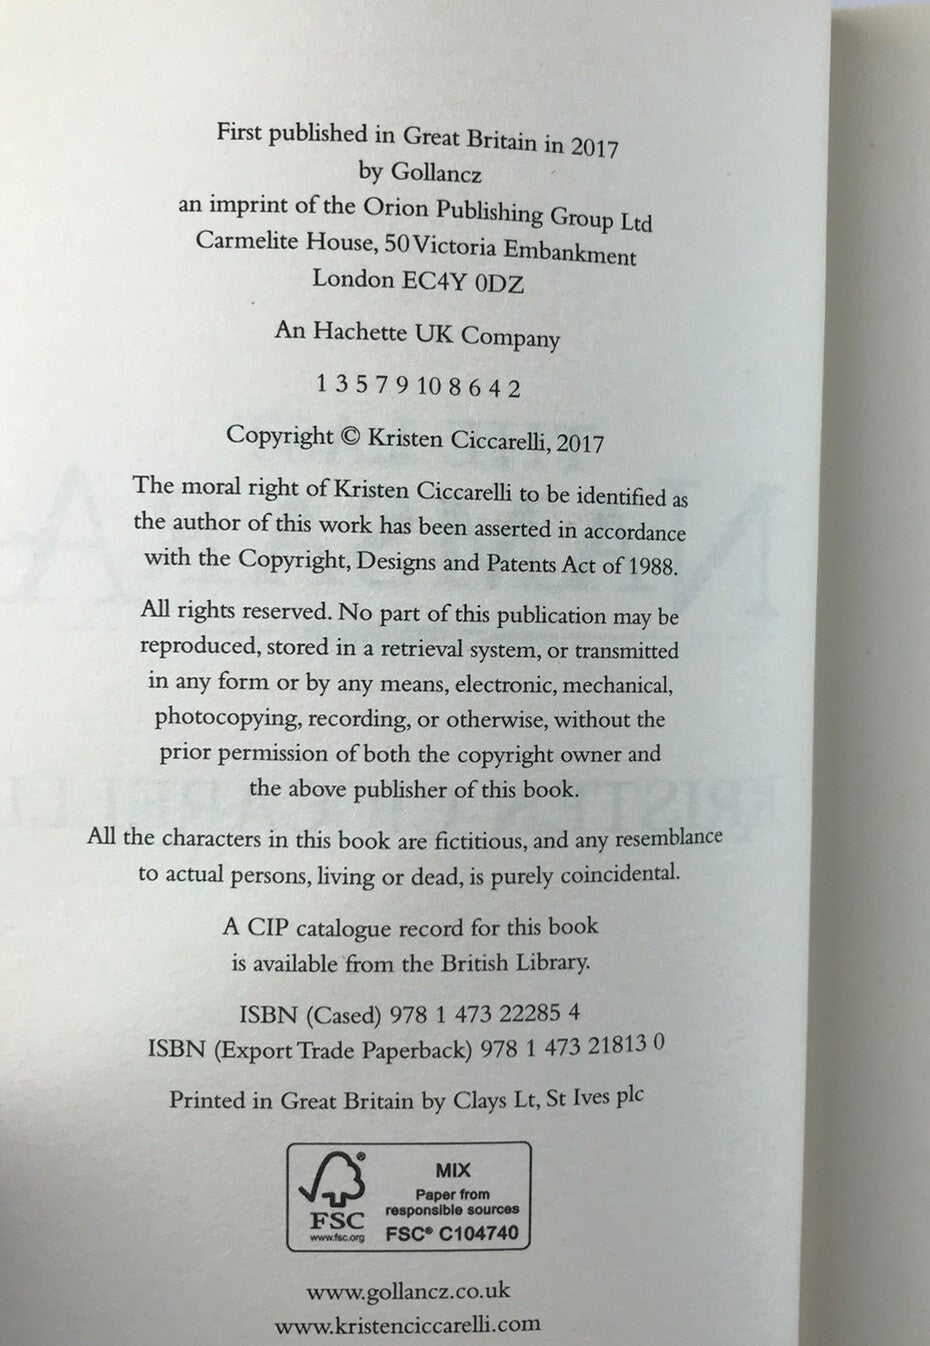 First published in Great Britain in 2017
by Gollancz
an imprint of the Orion Publishing Group Ltd
Carmelite House, 50 Victoria Embankment
London EC4Y 0DZ
An Hachette UK Company
1 3 5 7 9 10 8 6 4 2
Copyright © Kristen Ciccarelli, 2017
The moral right of Kristen Ciccarelli to be identified as
the author of this work has been asserted in accordance
with the Copyright, Designs and Patents Act of 1988.
All rights reserved. No part of this publication may be
reproduced, stored in a retrieval system, or transmitted
in any form or by any means, electronic, mechanical,
photocopying, recording, or otherwise, without the
prior permission of both the copyright owner and
the above publisher of this book.
All the characters in this book are fictitious, and any resemblance
to actual persons, living or dead, is purely coincidental.
A CIP catalogue record for this book
is available from the British Library.
ISBN (Cased) 978 1 473 22285 4
ISBN (Export Trade Paperback) 978 1 473 21813 0
Printed in Great Britain by Clays Lt, St Ives plc
FSC
www.fsc.org
MIX
Paper from
responsible sources
FSC® C104740
www.gollancz.co.uk
www.kristenciccarelli.com